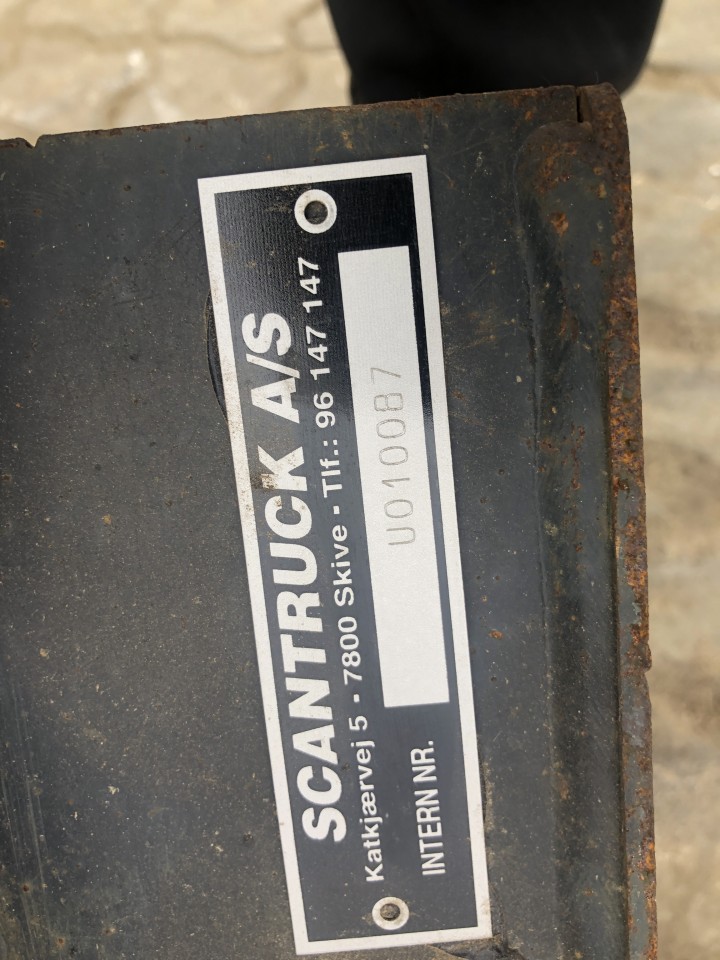 SCANTRUCK A/S
Katkjærvej 5 ▪ 7800 Skive ▪ Tlf.: 96 147 147
INTERN NR. U010087